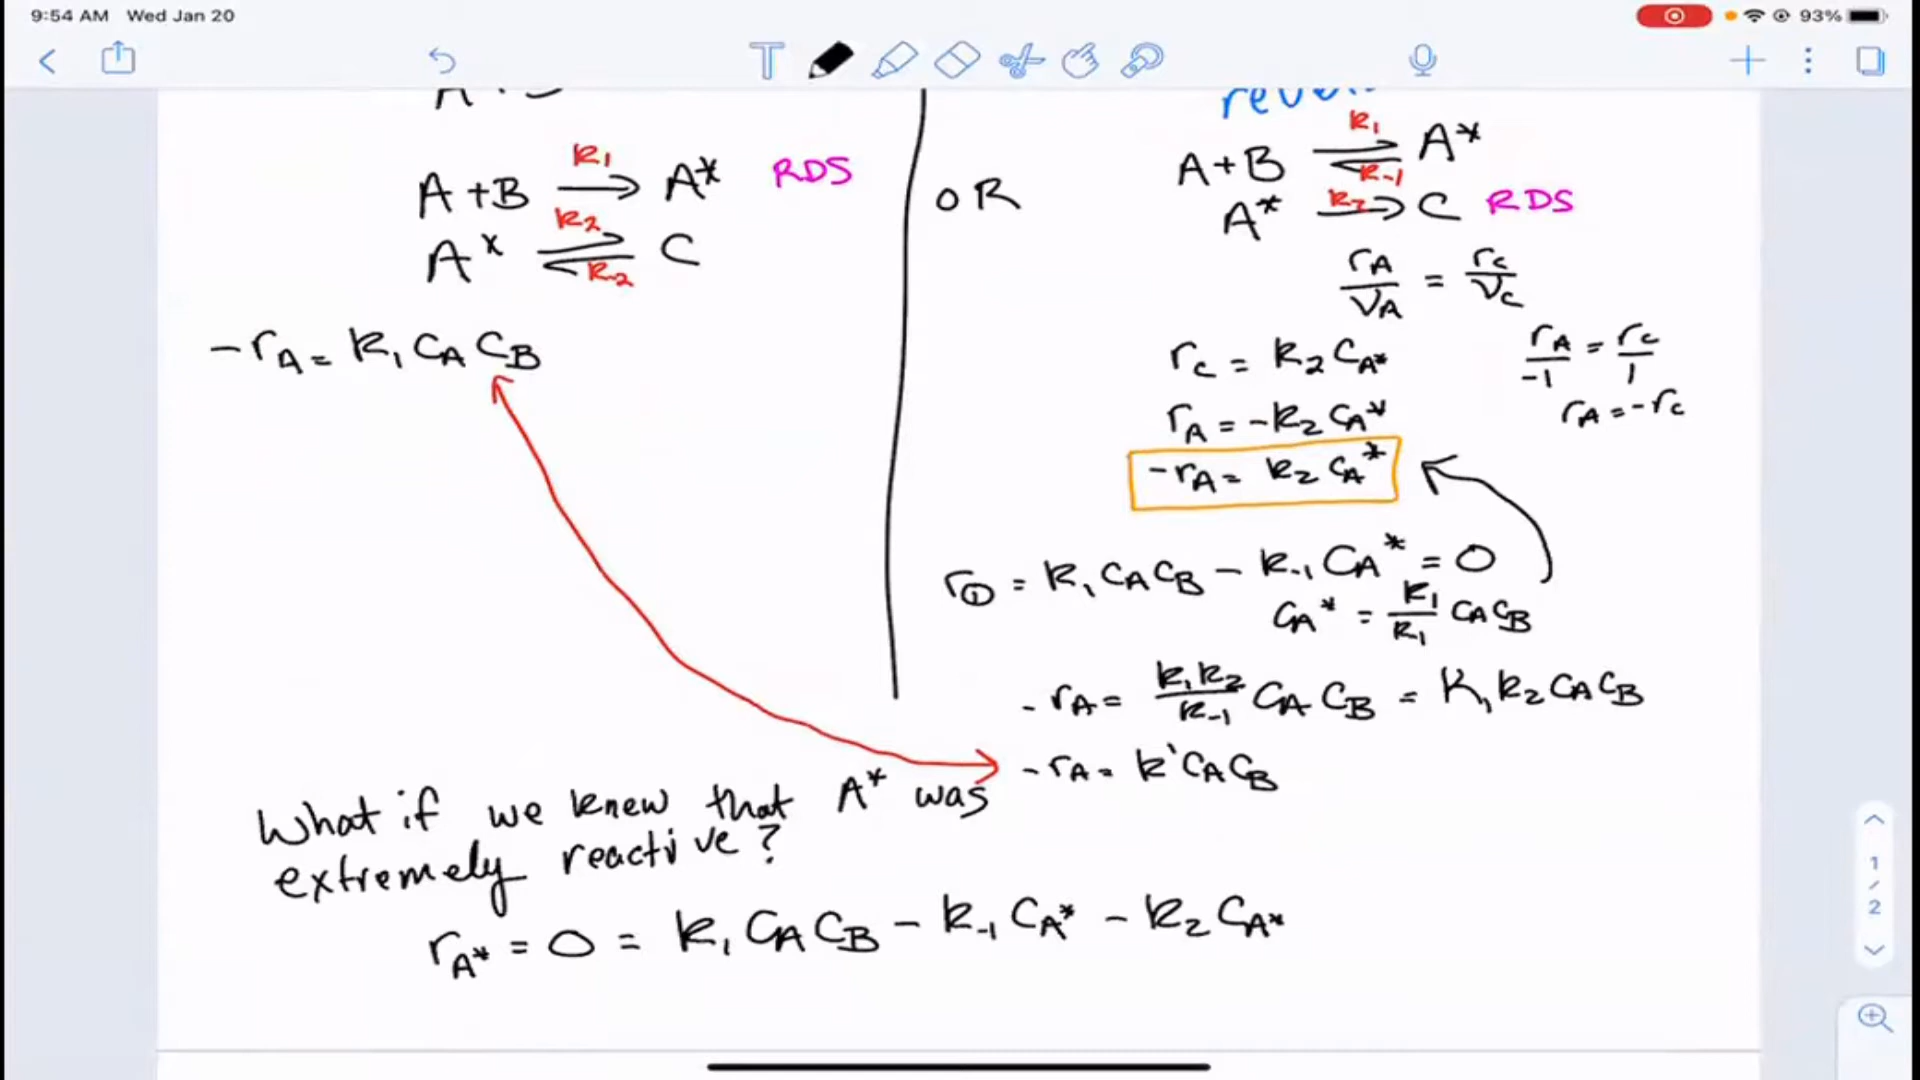 9:54 AM Wed Jan 20
93%
A + B
k₁
A + B → A* RDS
k₂
A* ⇌ C
k₂
-rA = k₁ CA CB
OR
k₁
A + B ⇌ A*
k-₁
k₂
A* → C RDS
rA/νA = rC/νC
rC = k₂ CA*
rA/-1 = rC/1
rA = -rC
rA = -k₂ CA*
-rA = k₂ CA*
r① = k₁ CA CB - k-₁ CA* = 0
CA* = k₁/k-₁ CA CB
-rA = k₁k₂/k-₁ CA CB = K₁k₂ CA CB
-rA = k' CA CB
What if we knew that A* was
extremely reactive?
rA* = 0 = k₁ CA CB - k-₁ CA* - k₂ CA*
1
/
2